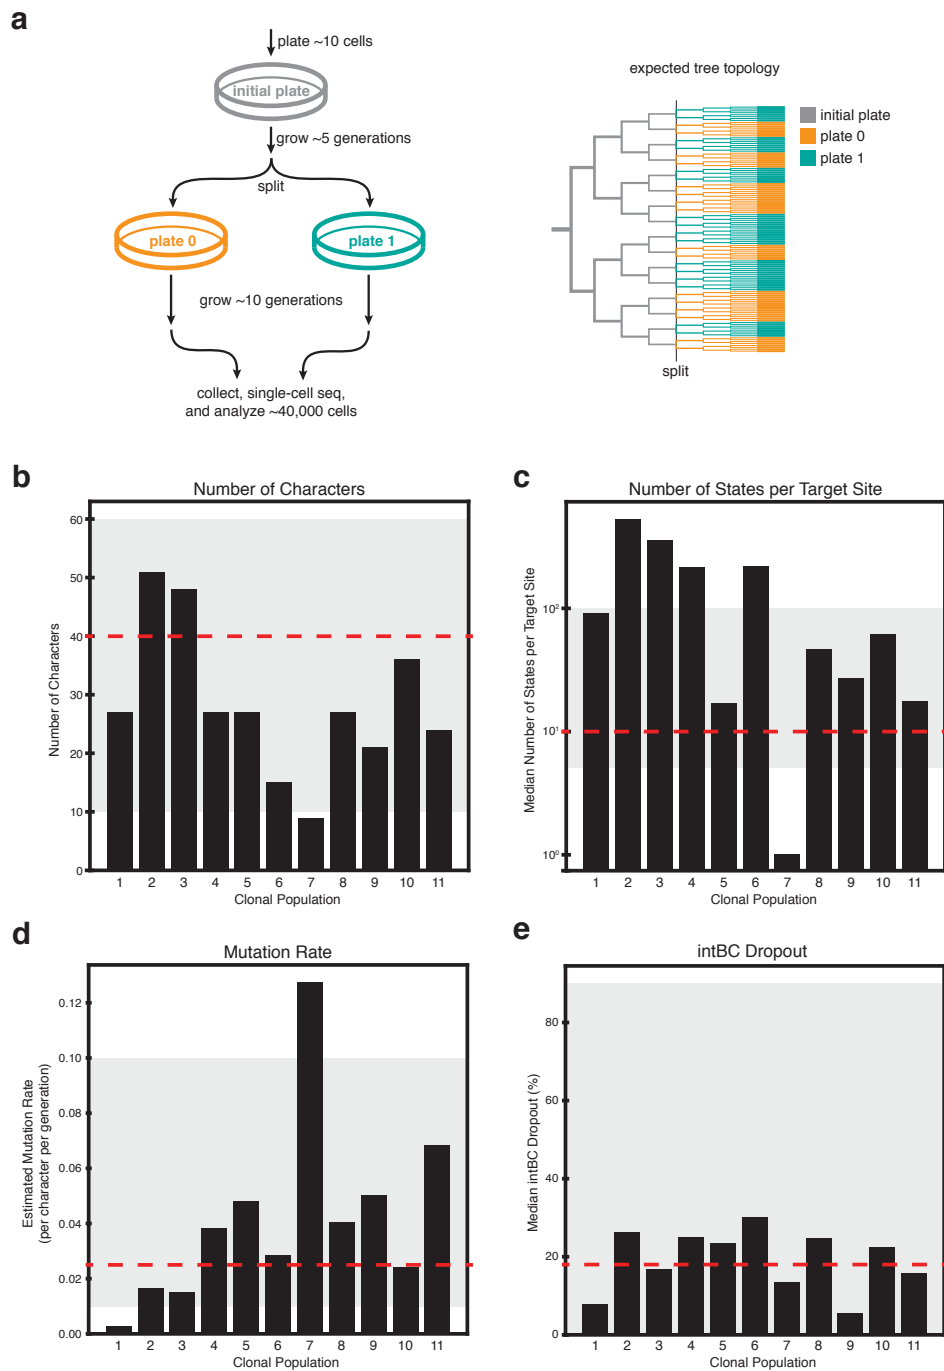 a
plate ~10 cells
initial plate
grow ~5 generations
split
plate 0
plate 1
grow ~10 generations
collect, single-cell seq,
and analyze ~40,000 cells
expected tree topology
initial plate
plate 0
plate 1
split
b
Number of Characters
Number of Characters
60
50
40
30
20
10
0
1 2 3 4 5 6 7 8 9 10 11
Clonal Population
c
Number of States per Target Site
Median Number of States per Target Site
10²
10¹
10⁰
1 2 3 4 5 6 7 8 9 10 11
Clonal Population
d
Mutation Rate
Estimated Mutation Rate
(per character per generation)
0.12
0.10
0.08
0.06
0.04
0.02
0.00
1 2 3 4 5 6 7 8 9 10 11
Clonal Population
e
intBC Dropout
Median intBC Dropout (%)
80
60
40
20
0
1 2 3 4 5 6 7 8 9 10 11
Clonal Population